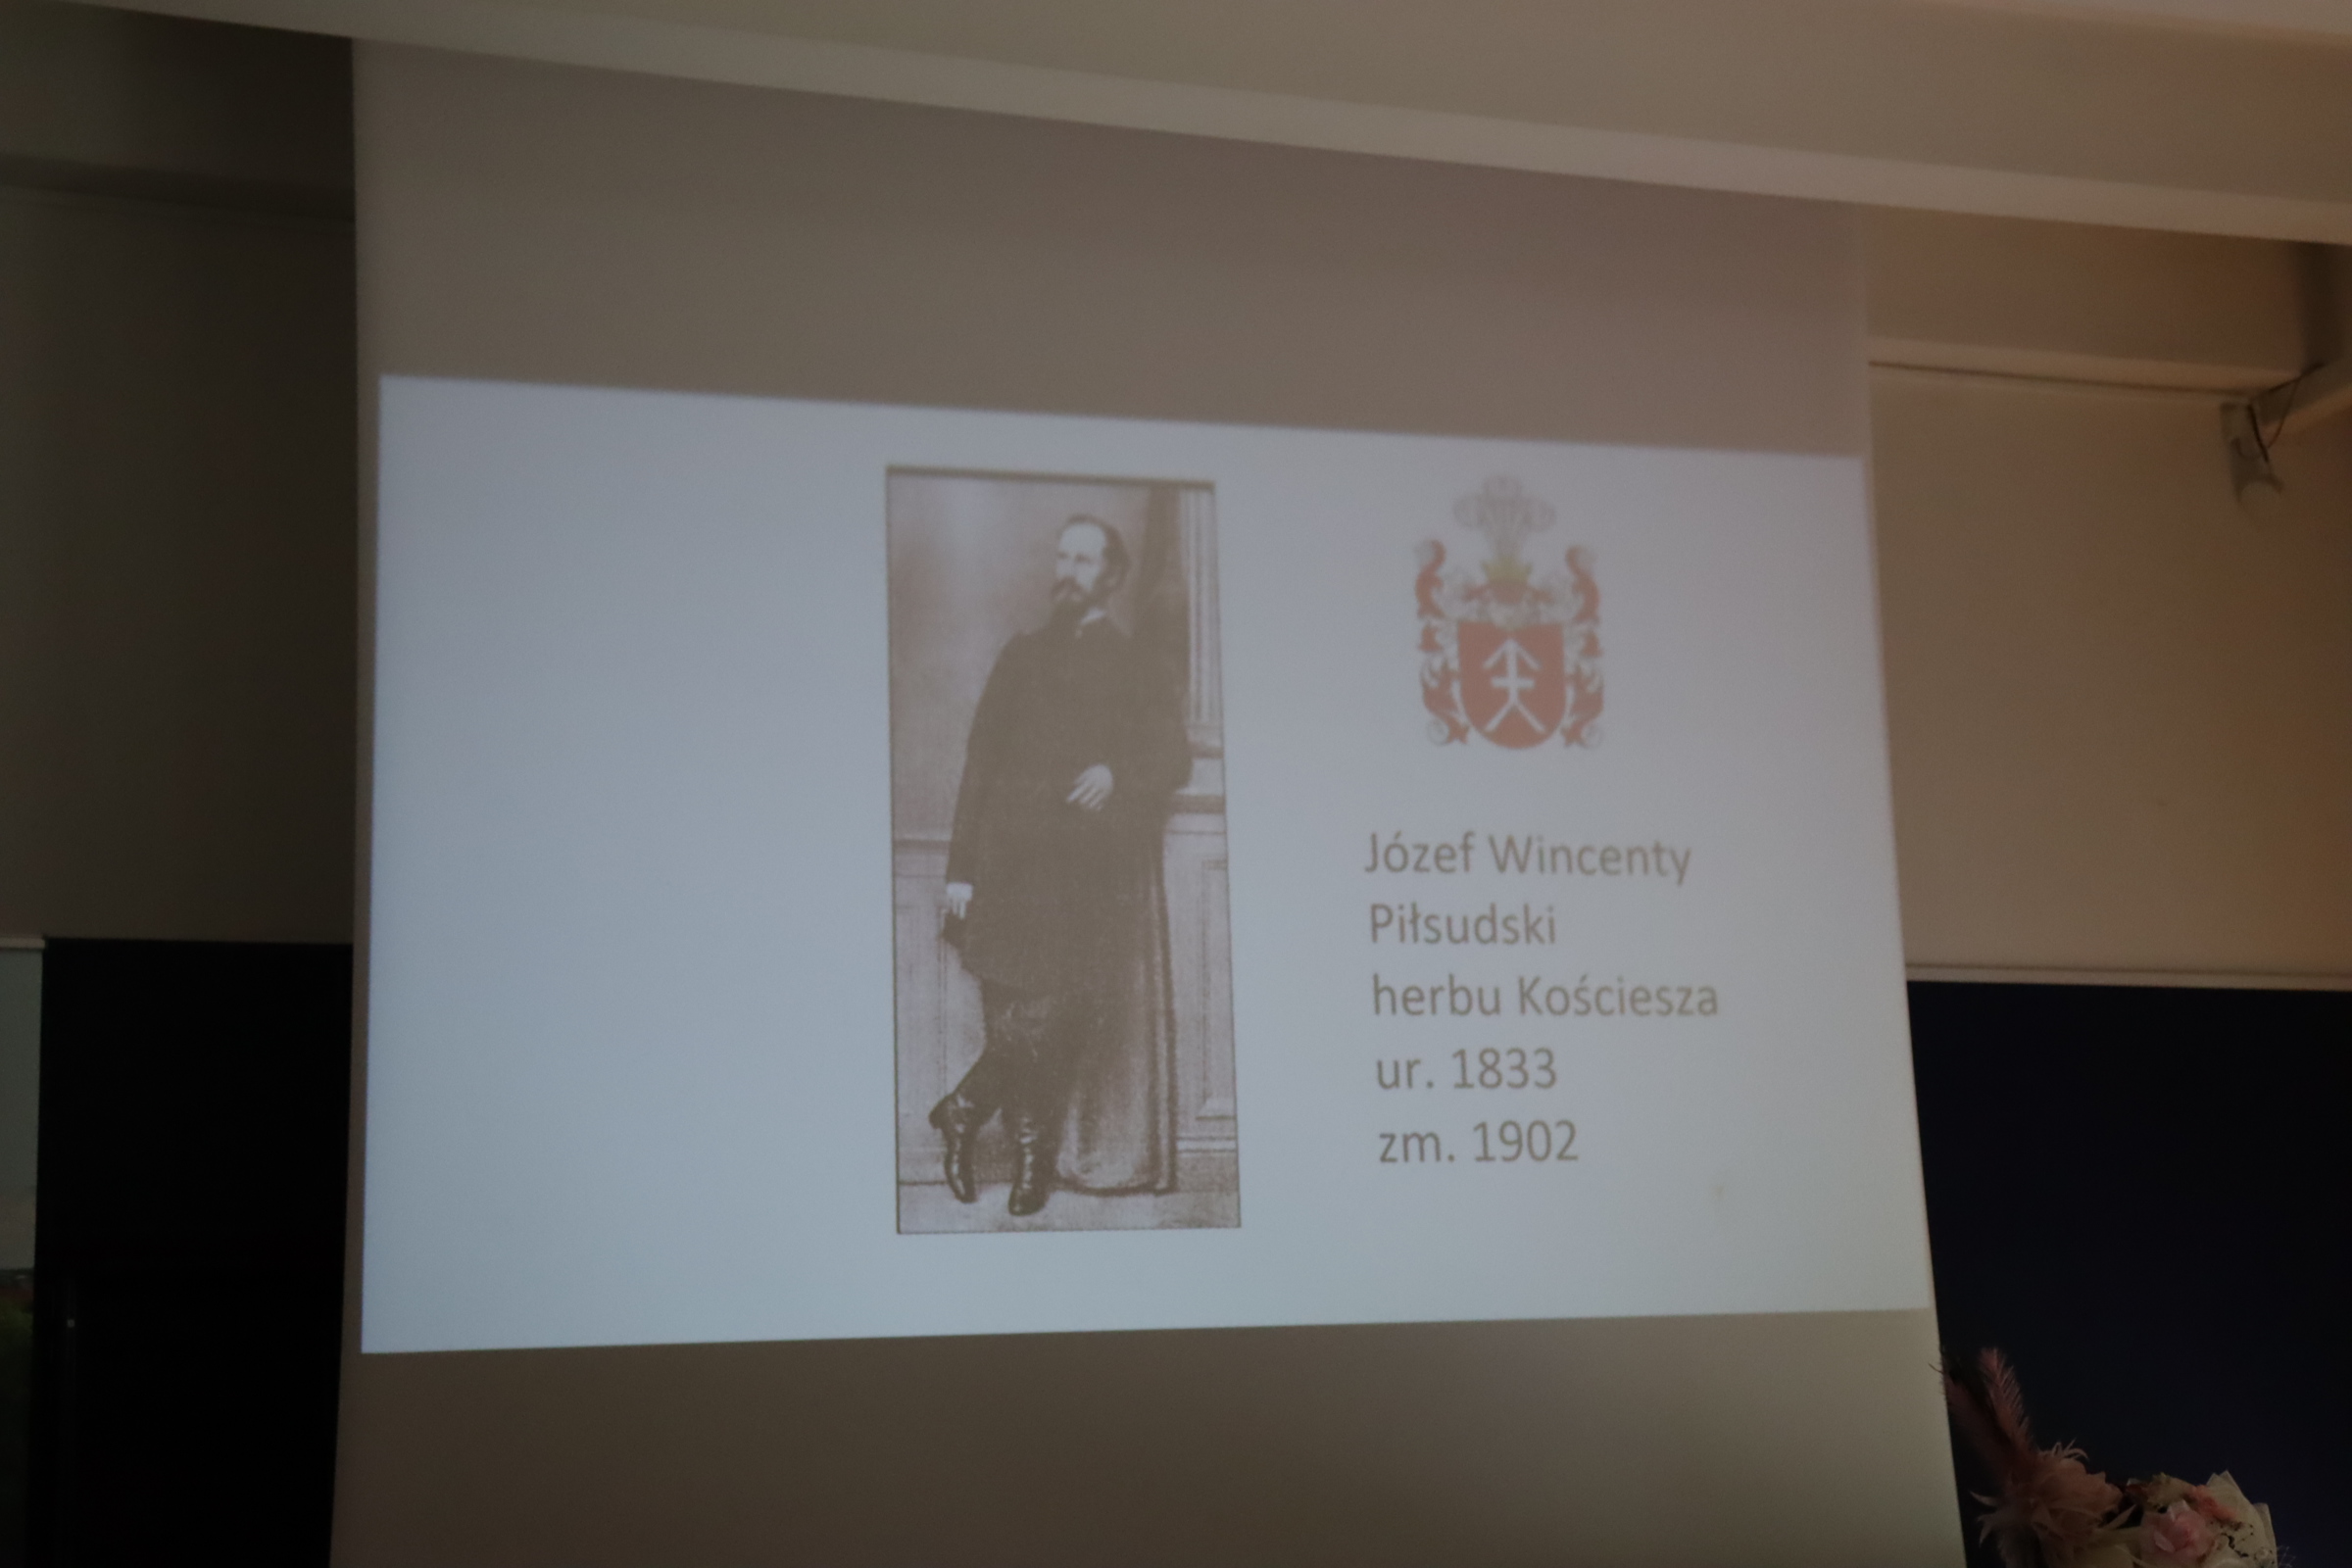 Józef Wincenty
Piłsudski
herbu Kościesza
ur. 1833
zm. 1902